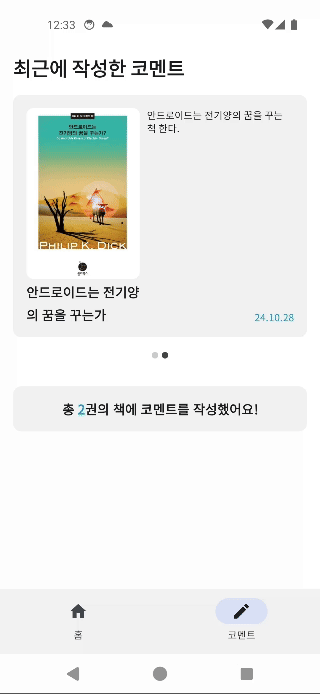 12:33
최근에 작성한 코멘트
안드로이드는
전기양의 꿈을 꾸는가?
PHILIP K. DICK
안드로이드는 전기양의 꿈을 꾸는
척 한다.
안드로이드는 전기양
의 꿈을 꾸는가
24.10.28
총 2권의 책에 코멘트를 작성했어요!
홈
코멘트